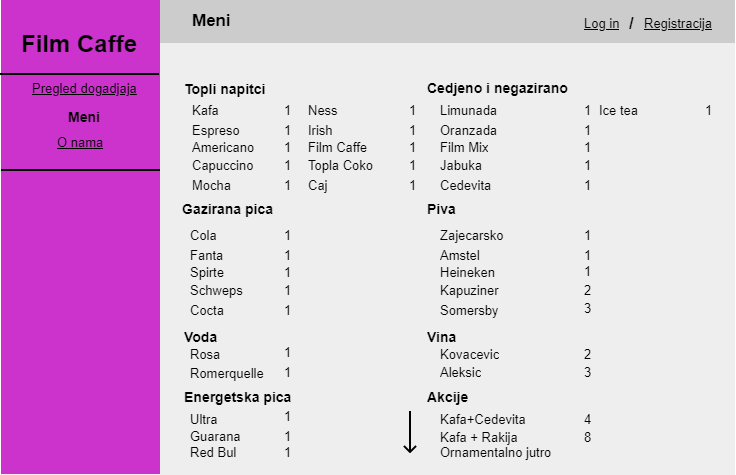 Film Caffe
Pregled dogadjaja
Meni
O nama
Meni
Log in / Registracija
Topli napitci
Kafa 1 Ness 1
Espreso 1 Irish 1
Americano 1 Film Caffe 1
Capuccino 1 Topla Coko 1
Mocha 1 Caj 1
Cedjeno i negazirano
Limunada 1 Ice tea 1
Oranzada 1
Film Mix 1
Jabuka 1
Cedevita 1
Gazirana pica
Cola 1
Fanta 1
Spirte 1
Schweps 1
Cocta 1
Piva
Zajecarsko 1
Amstel 1
Heineken 1
Kapuziner 2
Somersby 3
Voda
Rosa 1
Romerquelle 1
Vina
Kovacevic 2
Aleksic 3
Energetska pica
Ultra 1
Guarana 1
Red Bul 1
Akcije
Kafa+Cedevita 4
Kafa + Rakija 8
Ornamentalno jutro